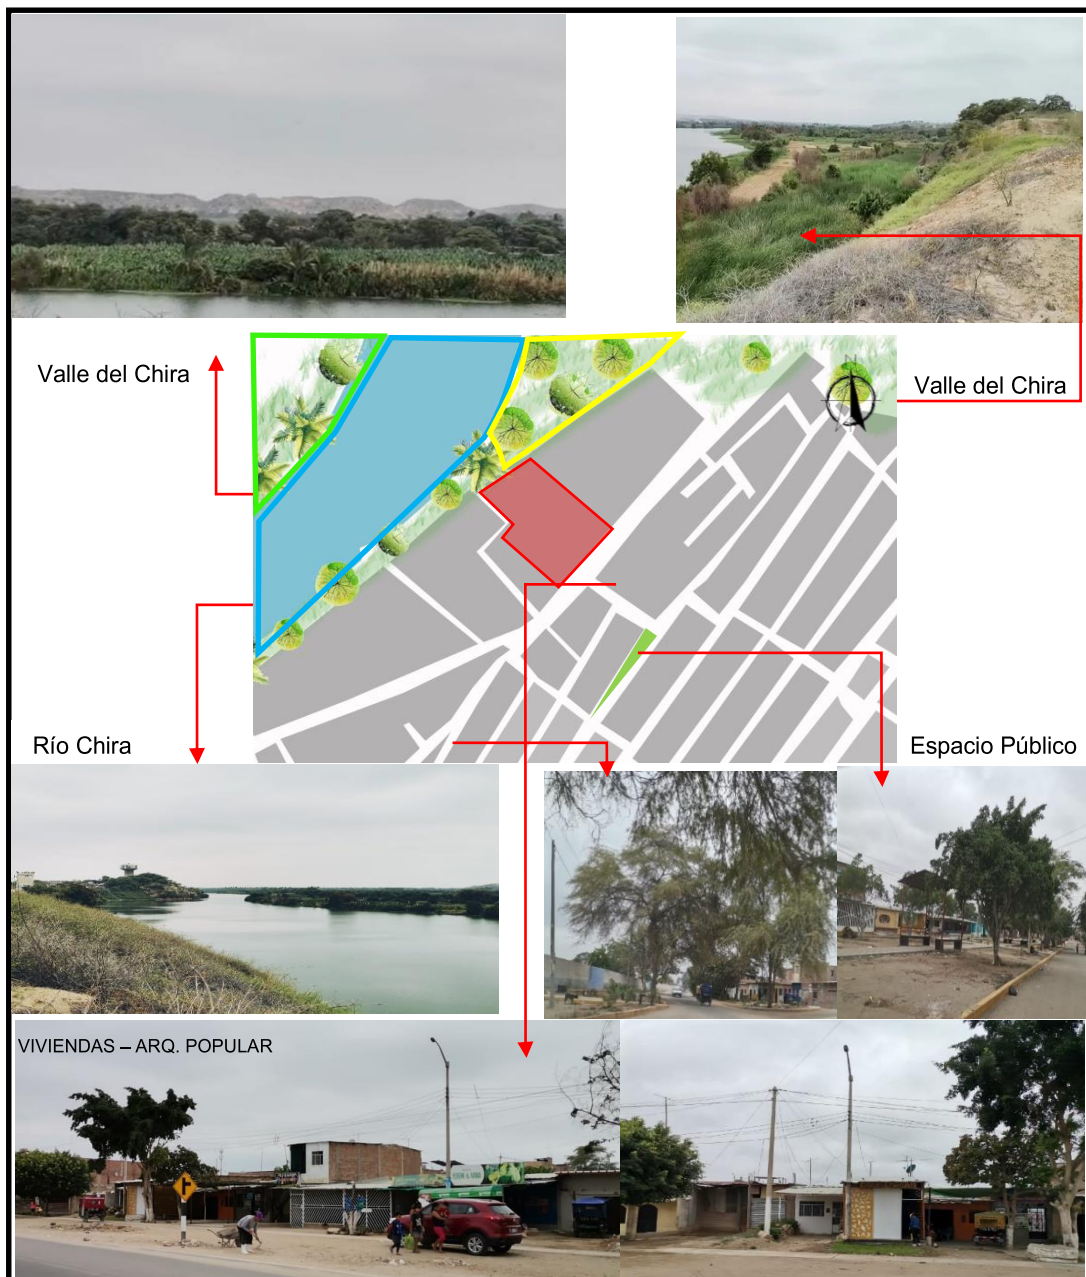 Valle del Chira
Valle del Chira
N
Río Chira
Espacio Público
VIVIENDAS – ARQ. POPULAR